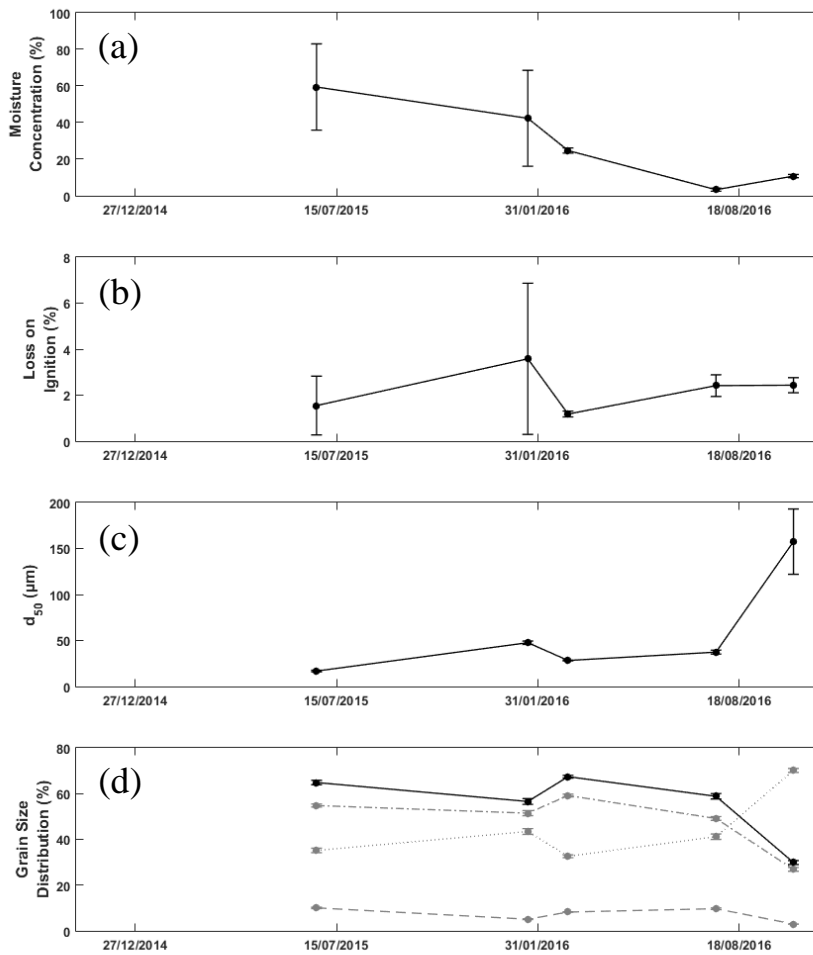 (a)
Moisture
Concentration (%)
100
80
60
40
20
0
27/12/2014 15/07/2015 31/01/2016 18/08/2016
(b)
Loss on
Ignition (%)
8
6
4
2
0
27/12/2014 15/07/2015 31/01/2016 18/08/2016
(c)
d50 (μm)
200
150
100
50
0
27/12/2014 15/07/2015 31/01/2016 18/08/2016
(d)
Grain Size
Distribution (%)
80
60
40
20
0
27/12/2014 15/07/2015 31/01/2016 18/08/2016